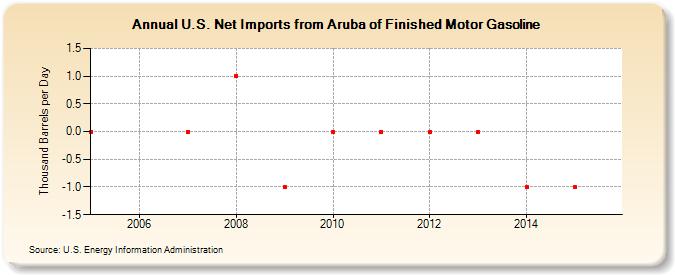 Annual U.S. Net Imports from Aruba of Finished Motor Gasoline
Thousand Barrels per Day
1.5
1.0
0.5
0.0
-0.5
-1.0
-1.5
2006 2008 2010 2012 2014
Source: U.S. Energy Information Administration